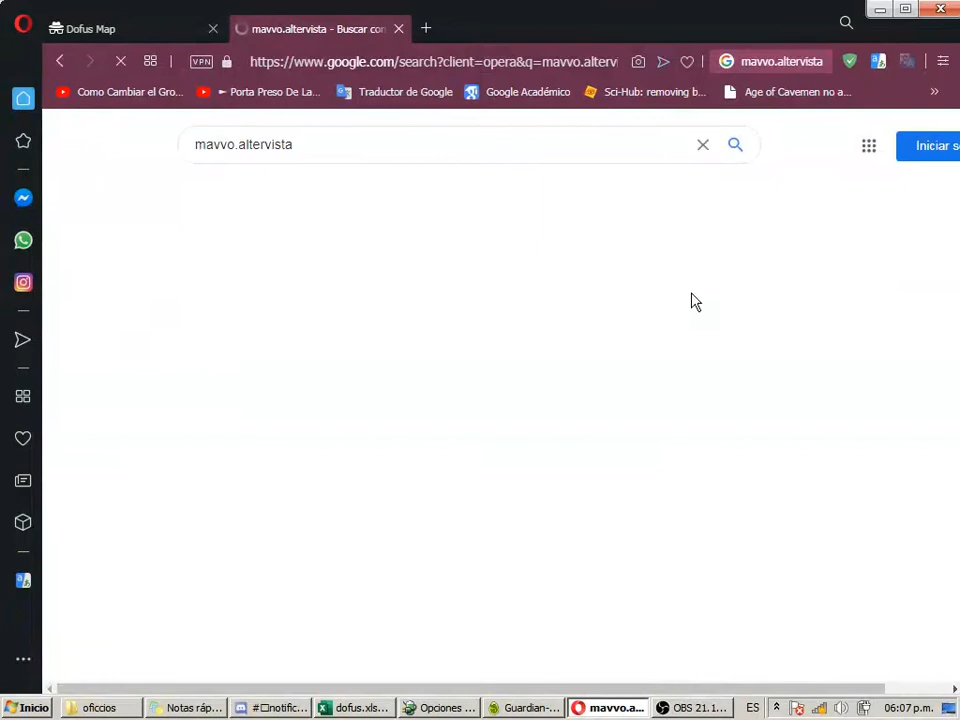 Dofus Map
mavvo.altervista - Buscar con
VPN
https://www.google.com/search?client=opera&q=mavvo.alterv
mavvo.altervista
Como Cambiar el Gro...
► Porta Preso De La...
Traductor de Google
Google Académico
Sci-Hub: removing b...
Age of Cavemen no a...
»
mavvo.altervista
Iniciar se
Inicio
oficcios
Notas ráp...
#□notific...
dofus.xls...
Opciones ...
Guardian-...
mavvo.a...
OBS 21.1...
ES
06:07 p.m.